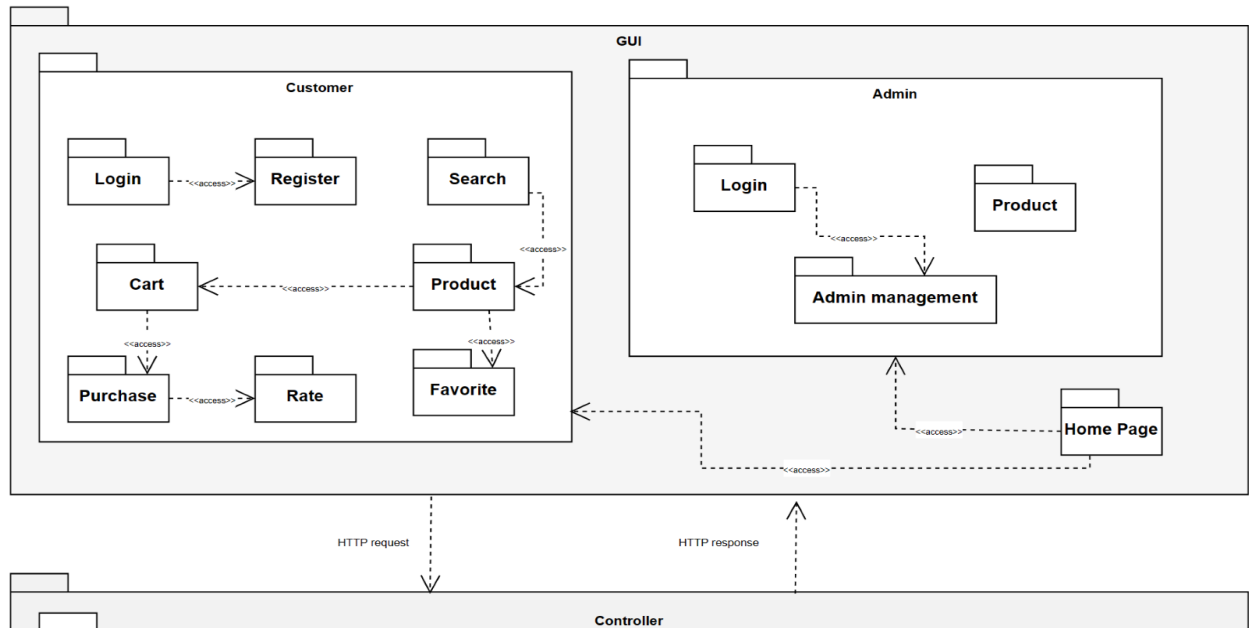 GUI
Customer
Admin
Login
<<access>>
Register
Search
Login
Product
<<access>>
<<access>>
Cart
<<access>>
Product
Admin management
<<access>>
<<access>>
Purchase
<<access>>
Rate
Favorite
Home Page
<<access>>
<<access>>
HTTP request
HTTP response
Controller